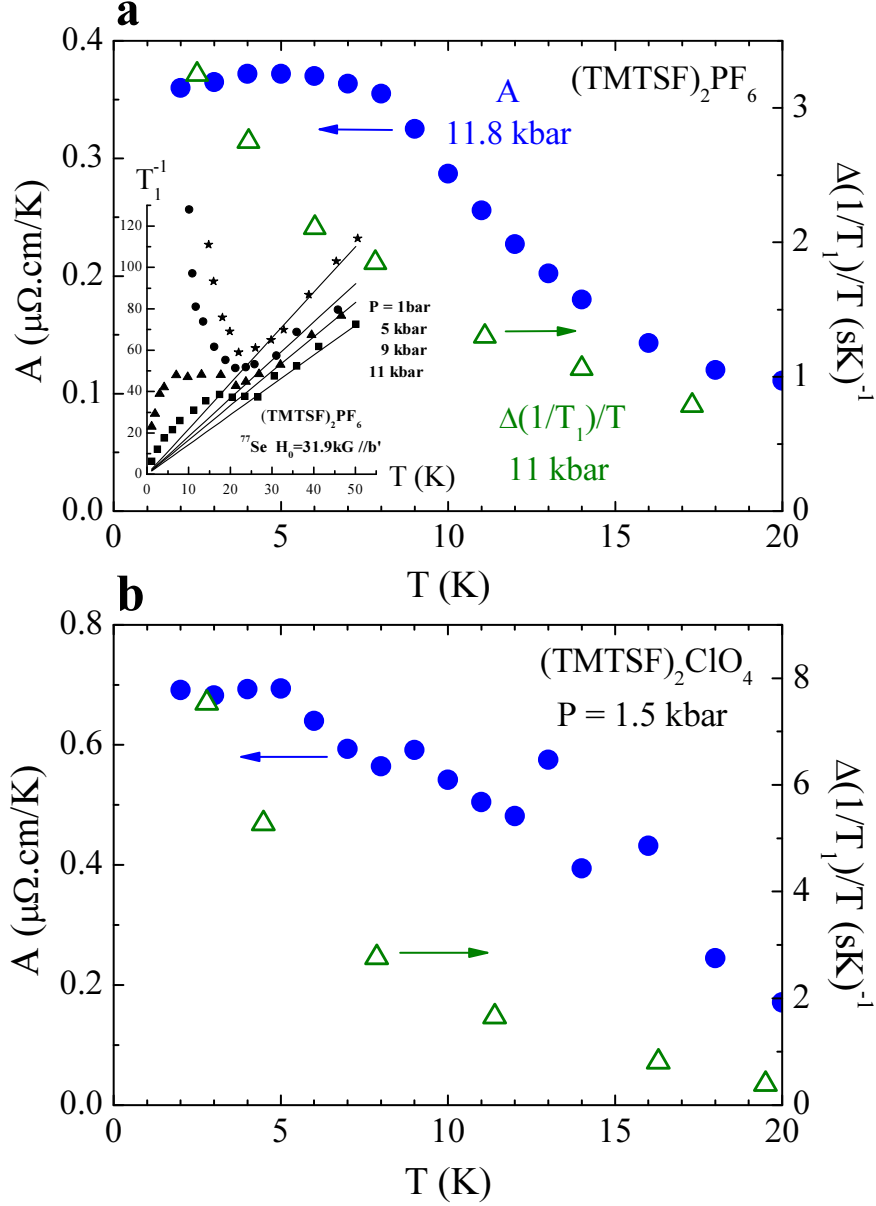 a
(TMTSF)₂PF₆
A
11.8 kbar
A (μΩ.cm/K)
0.4
0.3
0.2
0.1
0.0
Δ(1/T₁)/T (sK)⁻¹
3
2
1
0
T₁⁻¹
120
100
80
60
40
20
0
P = 1bar
5 kbar
9 kbar
11 kbar
(TMTSF)₂PF₆
⁷⁷Se H₀=31.9kG //b'
0 10 20 30 40 50
T (K)
Δ(1/T₁)/T
11 kbar
0 5 10 15 20
T (K)
b
(TMTSF)₂ClO₄
P = 1.5 kbar
A (μΩ.cm/K)
0.8
0.6
0.4
0.2
0.0
Δ(1/T₁)/T (sK)⁻¹
8
6
4
2
0
0 5 10 15 20
T (K)